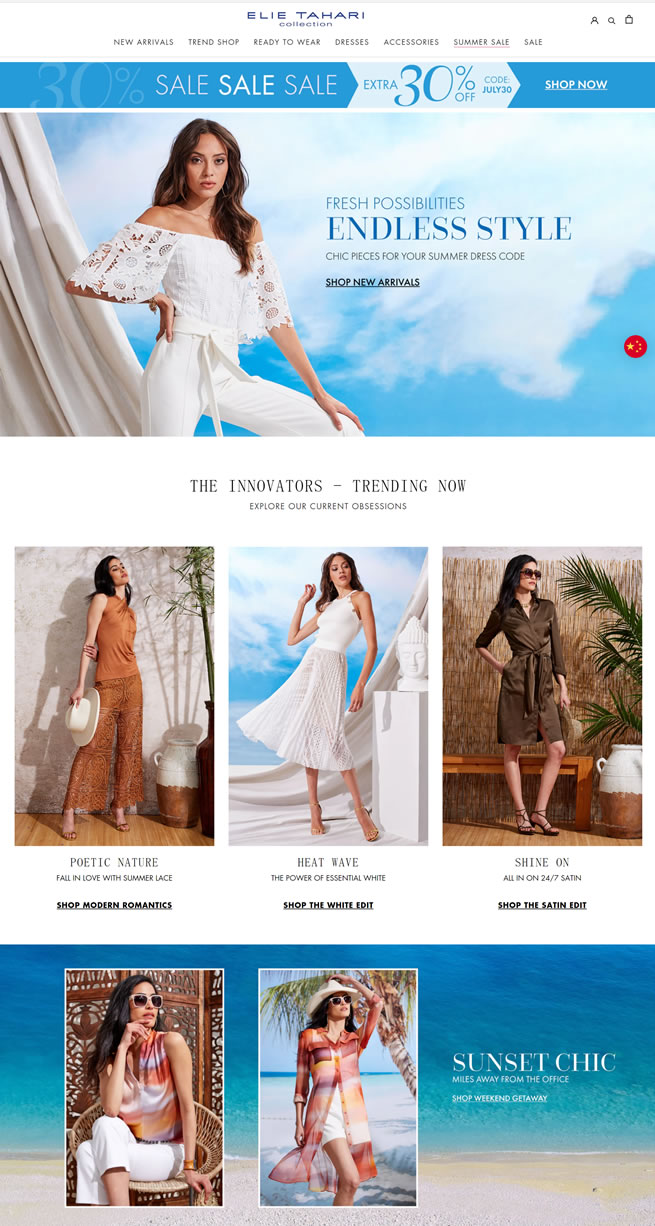 ELIE TAHARI
collection
NEW ARRIVALS TREND SHOP READY TO WEAR DRESSES ACCESSORIES SUMMER SALE SALE
30% SALE SALE SALE EXTRA 30% OFF CODE: JULY30 SHOP NOW
FRESH POSSIBILITIES
ENDLESS STYLE
CHIC PIECES FOR YOUR SUMMER DRESS CODE
SHOP NEW ARRIVALS
THE INNOVATORS – TRENDING NOW
EXPLORE OUR CURRENT OBSESSIONS
POETIC NATURE
FALL IN LOVE WITH SUMMER LACE
SHOP MODERN ROMANTICS
HEAT WAVE
THE POWER OF ESSENTIAL WHITE
SHOP THE WHITE EDIT
SHINE ON
ALL IN ON 24/7 SATIN
SHOP THE SATIN EDIT
SUNSET CHIC
MILES AWAY FROM THE OFFICE
SHOP WEEKEND GETAWAY